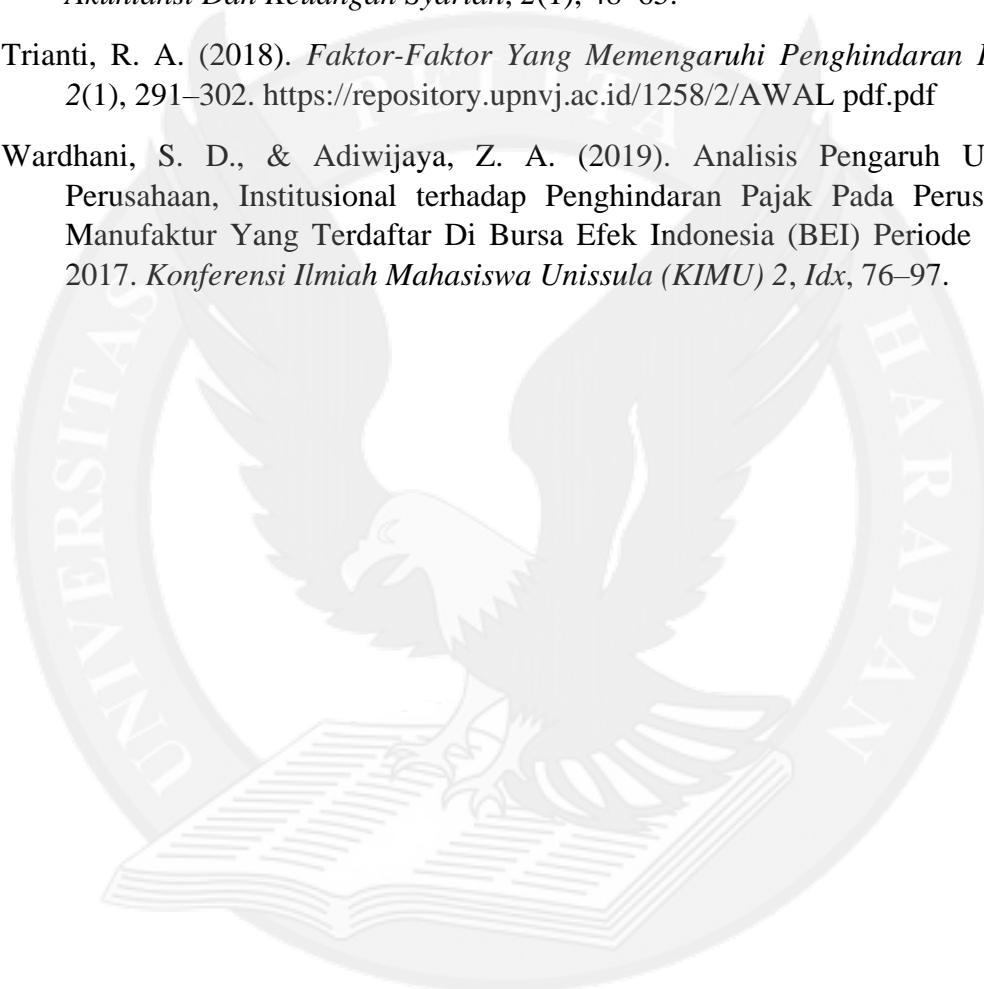 Akuntansi Dan Keuangan Syariah, 2(1),
Trianti, R. A. (2018). Faktor-Faktor Yang Memengaruhi Penghindaran
2(1), 291–302. https://repository.upnvj.ac.id/1258/2/AWAL pdf.pdf
Wardhani, S. D., & Adiwijaya, Z. A. (2019). Analisis Pengaruh U
Perusahaan, Institusional terhadap Penghindaran Pajak Pada Perus
Manufaktur Yang Terdaftar Di Bursa Efek Indonesia (BEI) Periode
2017. Konferensi Ilmiah Mahasiswa Unissula (KIMU) 2, Idx, 76–97.
UNIVERSITAS PELITA HARAPAN